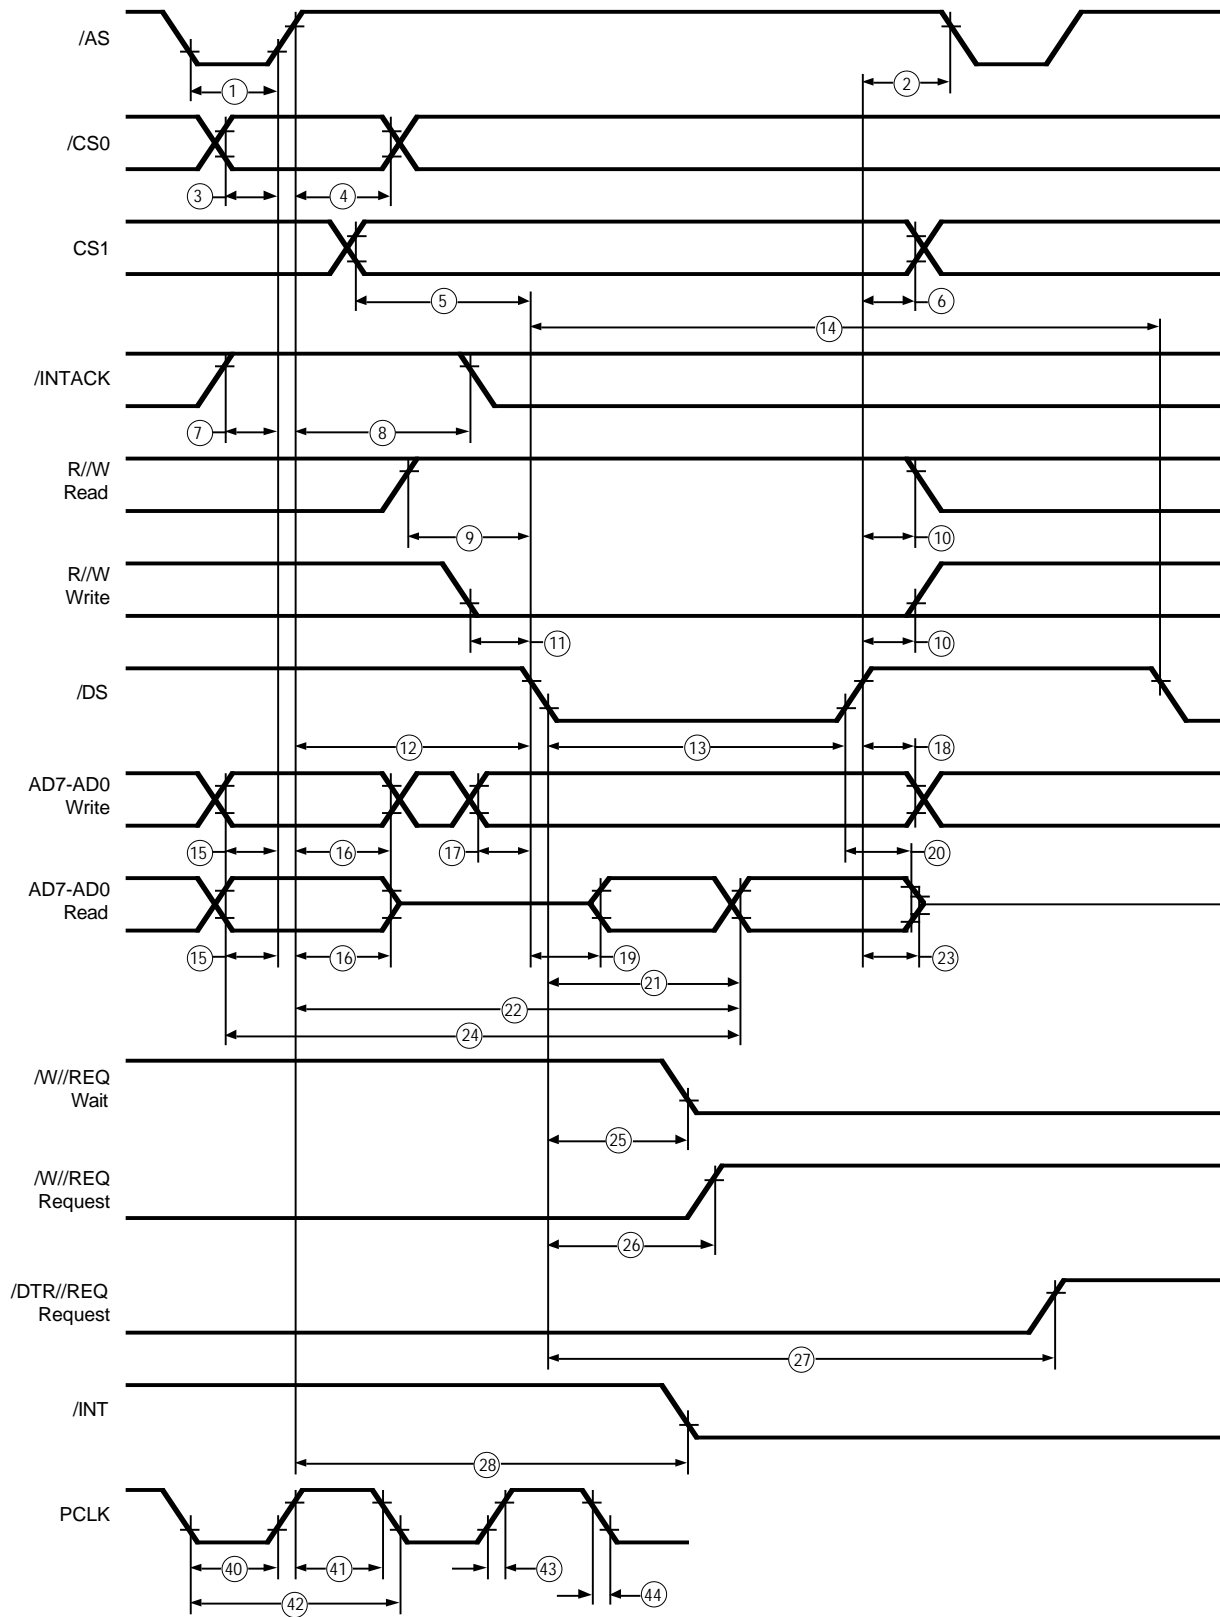 /AS
1
2
/CS0
3
4
CS1
5
6
14
/INTACK
7
8
R//W
Read
9
10
R//W
Write
11
10
/DS
12
13
18
AD7-AD0
Write
15
16
17
20
AD7-AD0
Read
15
16
19
23
21
22
24
/W//REQ
Wait
25
/W//REQ
Request
26
/DTR//REQ
Request
27
/INT
28
PCLK
40
41
43
42
44